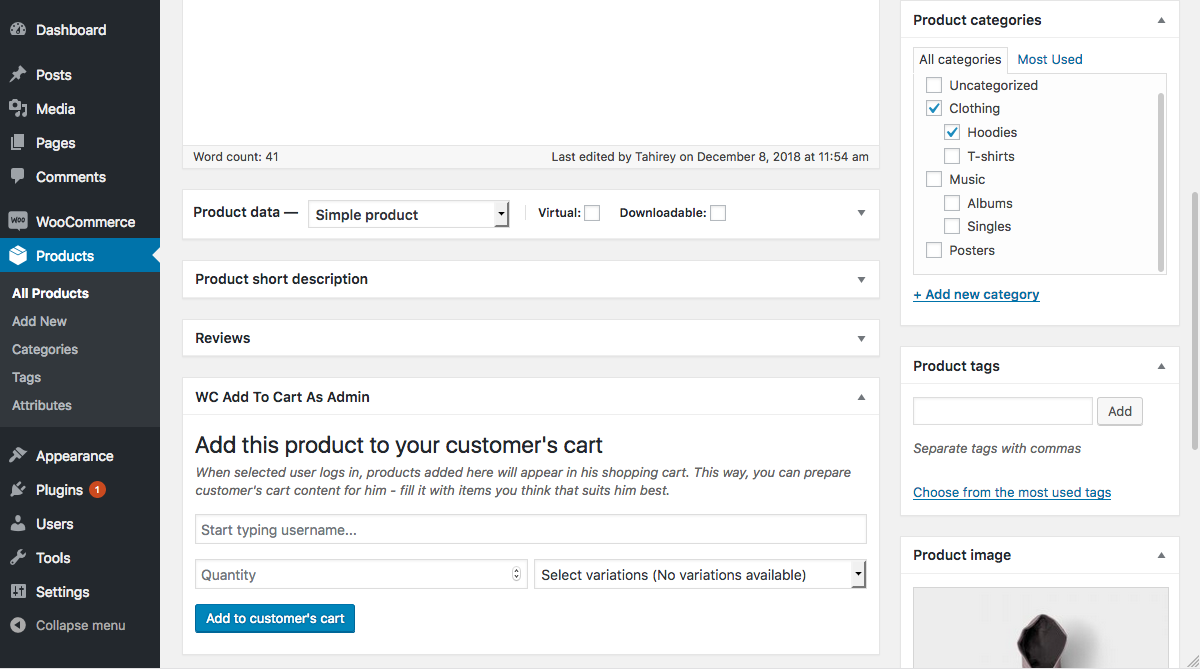 Dashboard
Posts
Media
Pages
Comments
WOO WooCommerce
Products
All Products
Add New
Categories
Tags
Attributes
Appearance
Plugins 1
Users
Tools
Settings
Collapse menu
Word count: 41 Last edited by Tahirey on December 8, 2018 at 11:54 am
Product data — Simple product Virtual: Downloadable:
Product short description
Reviews
WC Add To Cart As Admin
Add this product to your customer's cart
When selected user logs in, products added here will appear in his shopping cart. This way, you can prepare
customer's cart content for him - fill it with items you think that suits him best.
Start typing username...
Quantity Select variations (No variations available)
Add to customer's cart
Product categories
All categories Most Used
Uncategorized
Clothing
Hoodies
T-shirts
Music
Albums
Singles
Posters
+ Add new category
Product tags
Add
Separate tags with commas
Choose from the most used tags
Product image